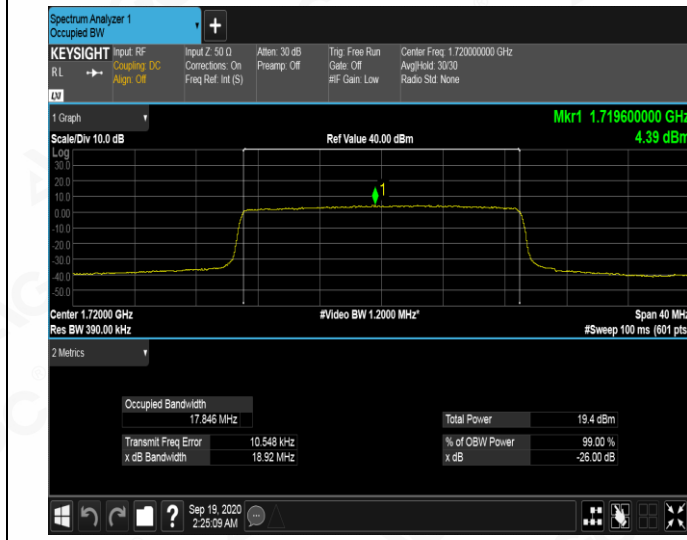 Spectrum Analyzer 1
Occupied BW
+
KEYSIGHT Input: RF Input Z: 50 Ω Atten: 30 dB Trig: Free Run Center Freq: 1.720000000 GHz
RL Coupling: DC Corrections: On Preamp: Off Gate: Off Avg|Hold: 30/30
Align: Off Freq Ref: Int (S) #IF Gain: Low Radio Std: None
LXI
1 Graph Mkr1 1.719600000 GHz
Scale/Div 10.0 dB Ref Value 40.00 dBm 4.39 dBm
Log
30.0
20.0
10.0
0.00
-10.0
-20.0
-30.0
-40.0
-50.0
1
Center 1.72000 GHz #Video BW 1.2000 MHz* Span 40 MHz
Res BW 390.00 kHz #Sweep 100 ms (601 pts
2 Metrics
Occupied Bandwidth
17.846 MHz Total Power 19.4 dBm
Transmit Freq Error 10.548 kHz % of OBW Power 99.00 %
x dB Bandwidth 18.92 MHz x dB -26.00 dB
? Sep 19, 2020
2:25:09 AM